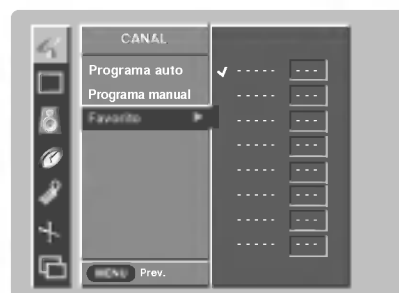 CANAL
Programa auto
Programa manual
Favorito
----- ---
----- ---
----- ---
----- ---
----- ---
----- ---
----- ---
----- ---
MENU Prev.